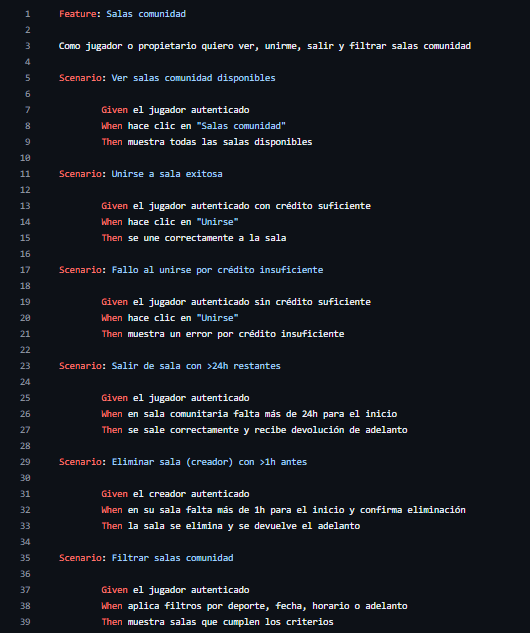 1 Feature: Salas comunidad
2
3 Como jugador o propietario quiero ver, unirme, salir y filtrar salas comunidad
4
5 Scenario: Ver salas comunidad disponibles
6
7 Given el jugador autenticado
8 When hace clic en "Salas comunidad"
9 Then muestra todas las salas disponibles
10
11 Scenario: Unirse a sala exitosa
12
13 Given el jugador autenticado con crédito suficiente
14 When hace clic en "Unirse"
15 Then se une correctamente a la sala
16
17 Scenario: Fallo al unirse por crédito insuficiente
18
19 Given el jugador autenticado sin crédito suficiente
20 When hace clic en "Unirse"
21 Then muestra un error por crédito insuficiente
22
23 Scenario: Salir de sala con >24h restantes
24
25 Given el jugador autenticado
26 When en sala comunitaria falta más de 24h para el inicio
27 Then se sale correctamente y recibe devolución de adelanto
28
29 Scenario: Eliminar sala (creador) con >1h antes
30
31 Given el creador autenticado
32 When en su sala falta más de 1h para el inicio y confirma eliminación
33 Then la sala se elimina y se devuelve el adelanto
34
35 Scenario: Filtrar salas comunidad
36
37 Given el jugador autenticado
38 When aplica filtros por deporte, fecha, horario o adelanto
39 Then muestra salas que cumplen los criterios